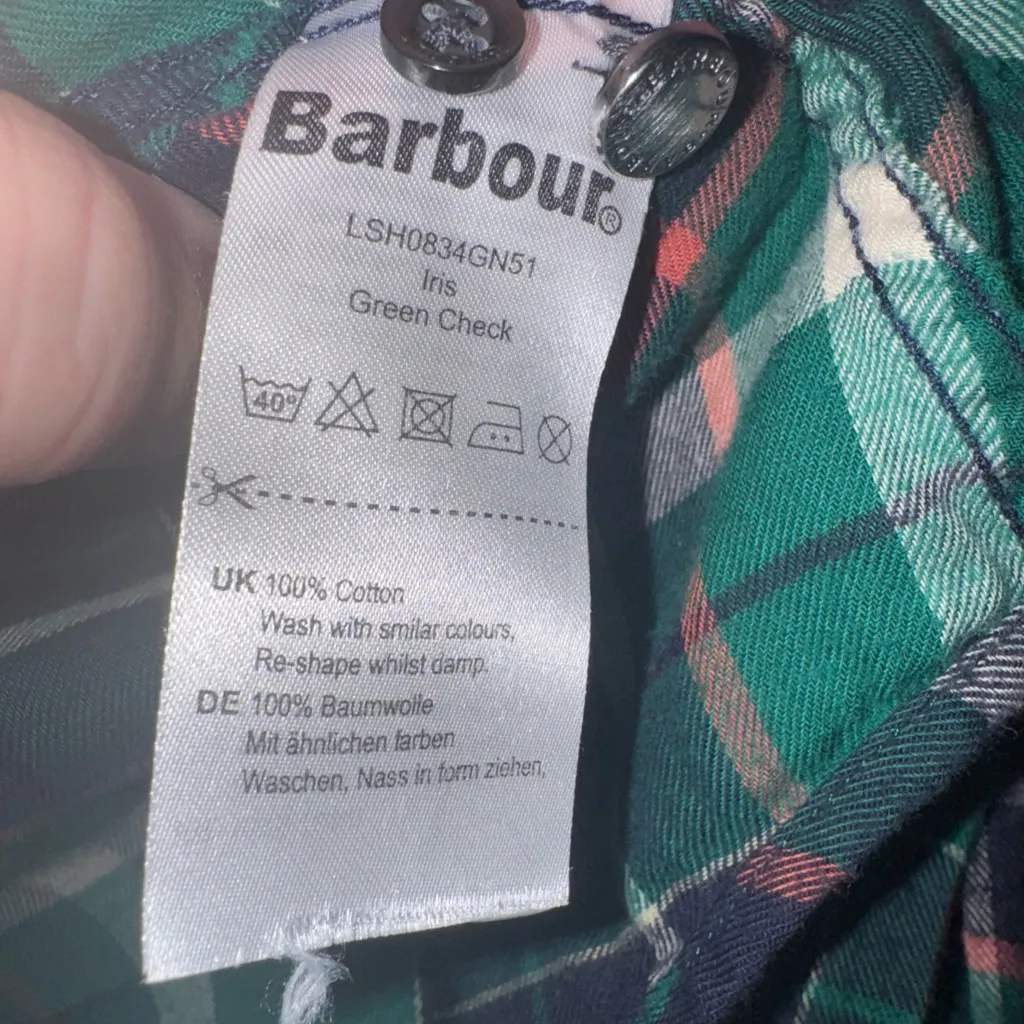 Barbour®
LSH0834GN51
Iris
Green Check
40°
UK 100% Cotton
Wash with smilar colours,
Re-shape whilst damp.
DE 100% Baumwolle
Mit ähnlichen farben
Waschen, Nass in form ziehen,